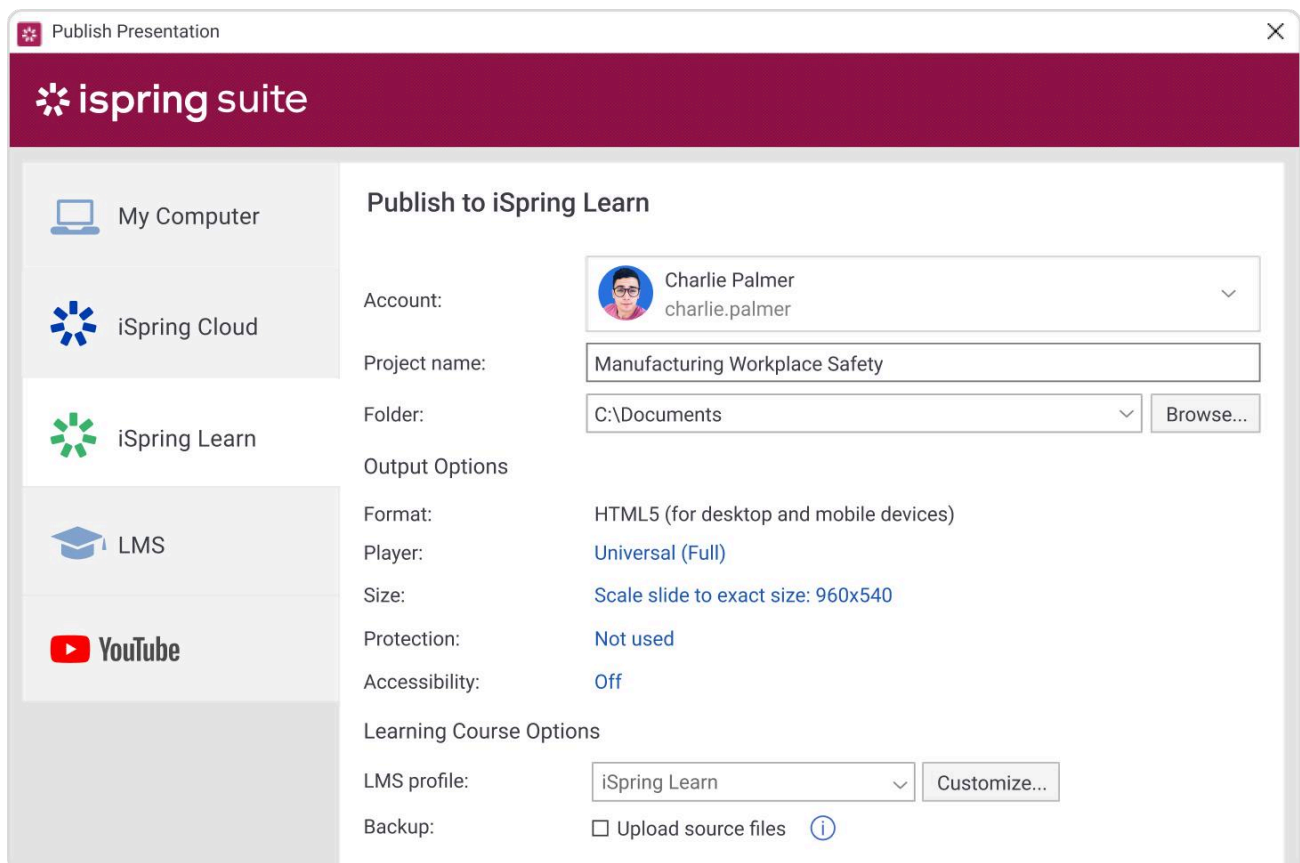 Publish Presentation
ispring suite
My Computer
iSpring Cloud
iSpring Learn
LMS
YouTube
Publish to iSpring Learn
Account:
Charlie Palmer
charlie.palmer
Project name:
Manufacturing Workplace Safety
Folder:
C:\Documents
Browse...
Output Options
Format:
HTML5 (for desktop and mobile devices)
Player:
Universal (Full)
Size:
Scale slide to exact size: 960x540
Protection:
Not used
Accessibility:
Off
Learning Course Options
LMS profile:
iSpring Learn
Customize...
Backup:
Upload source files